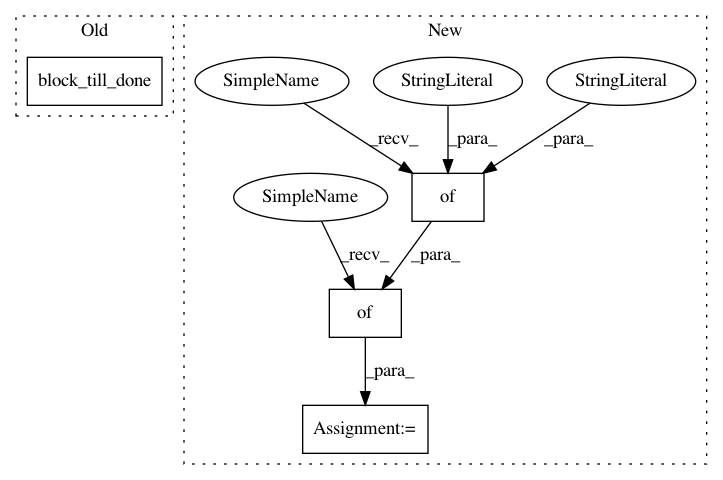 Old
New
block_till_done
SimpleName
StringLiteral
StringLiteral
_recv_
_para_
_para_
SimpleName
of
_recv_
_para_
of
_para_
Assignment:=